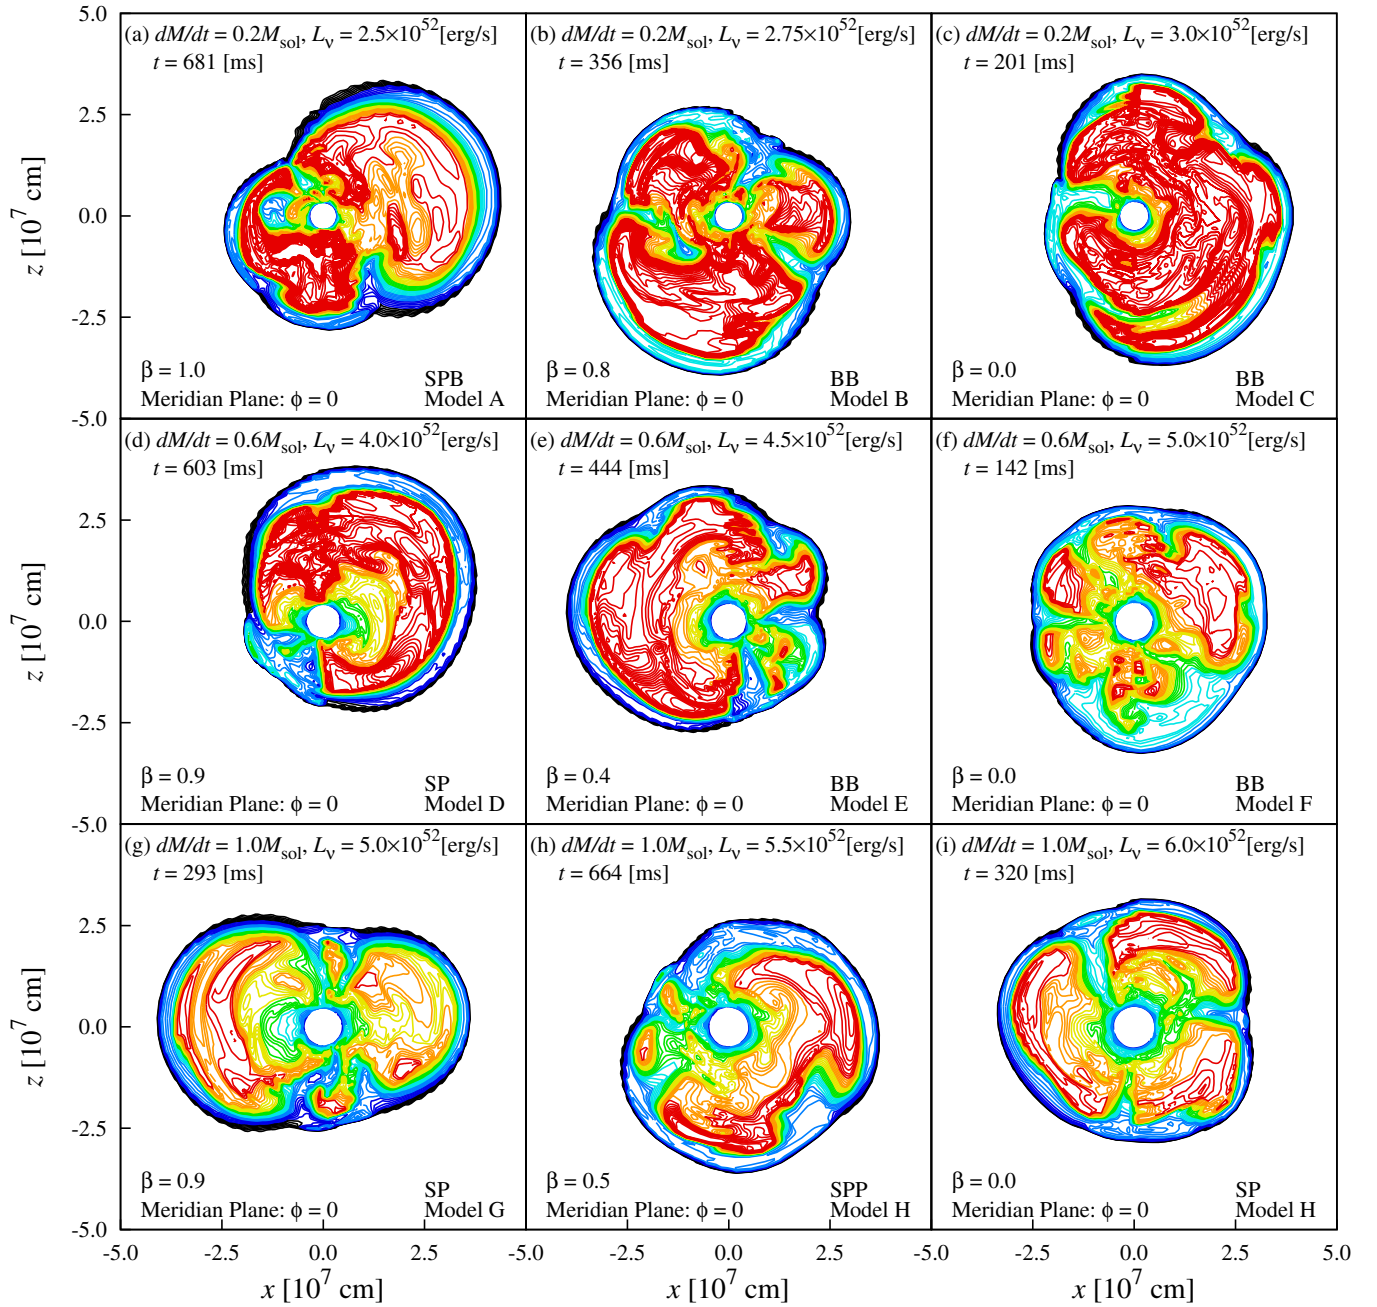 5.0
2.5
0.0
-2.5
-5.0
z [10^7 cm]
(a) dM/dt = 0.2M_sol, L_ν = 2.5×10^52[erg/s]
t = 681 [ms]
β = 1.0
SPB
Meridian Plane: ϕ = 0
Model A
(b) dM/dt = 0.2M_sol, L_ν = 2.75×10^52[erg/s]
t = 356 [ms]
β = 0.8
BB
Meridian Plane: ϕ = 0
Model B
(c) dM/dt = 0.2M_sol, L_ν = 3.0×10^52[erg/s]
t = 201 [ms]
β = 0.0
BB
Meridian Plane: ϕ = 0
Model C
2.5
0.0
-2.5
-5.0
z [10^7 cm]
(d) dM/dt = 0.6M_sol, L_ν = 4.0×10^52[erg/s]
t = 603 [ms]
β = 0.9
SP
Meridian Plane: ϕ = 0
Model D
(e) dM/dt = 0.6M_sol, L_ν = 4.5×10^52[erg/s]
t = 444 [ms]
β = 0.4
BB
Meridian Plane: ϕ = 0
Model E
(f) dM/dt = 0.6M_sol, L_ν = 5.0×10^52[erg/s]
t = 142 [ms]
β = 0.0
BB
Meridian Plane: ϕ = 0
Model F
2.5
0.0
-2.5
-5.0
z [10^7 cm]
(g) dM/dt = 1.0M_sol, L_ν = 5.0×10^52[erg/s]
t = 293 [ms]
β = 0.9
SP
Meridian Plane: ϕ = 0
Model G
(h) dM/dt = 1.0M_sol, L_ν = 5.5×10^52[erg/s]
t = 664 [ms]
β = 0.5
SPP
Meridian Plane: ϕ = 0
Model H
(i) dM/dt = 1.0M_sol, L_ν = 6.0×10^52[erg/s]
t = 320 [ms]
β = 0.0
SP
Meridian Plane: ϕ = 0
Model H
-5.0 -2.5 0.0 2.5 -5.0 -2.5 0.0 2.5 -5.0 -2.5 0.0 2.5 5.0
x [10^7 cm] x [10^7 cm] x [10^7 cm]